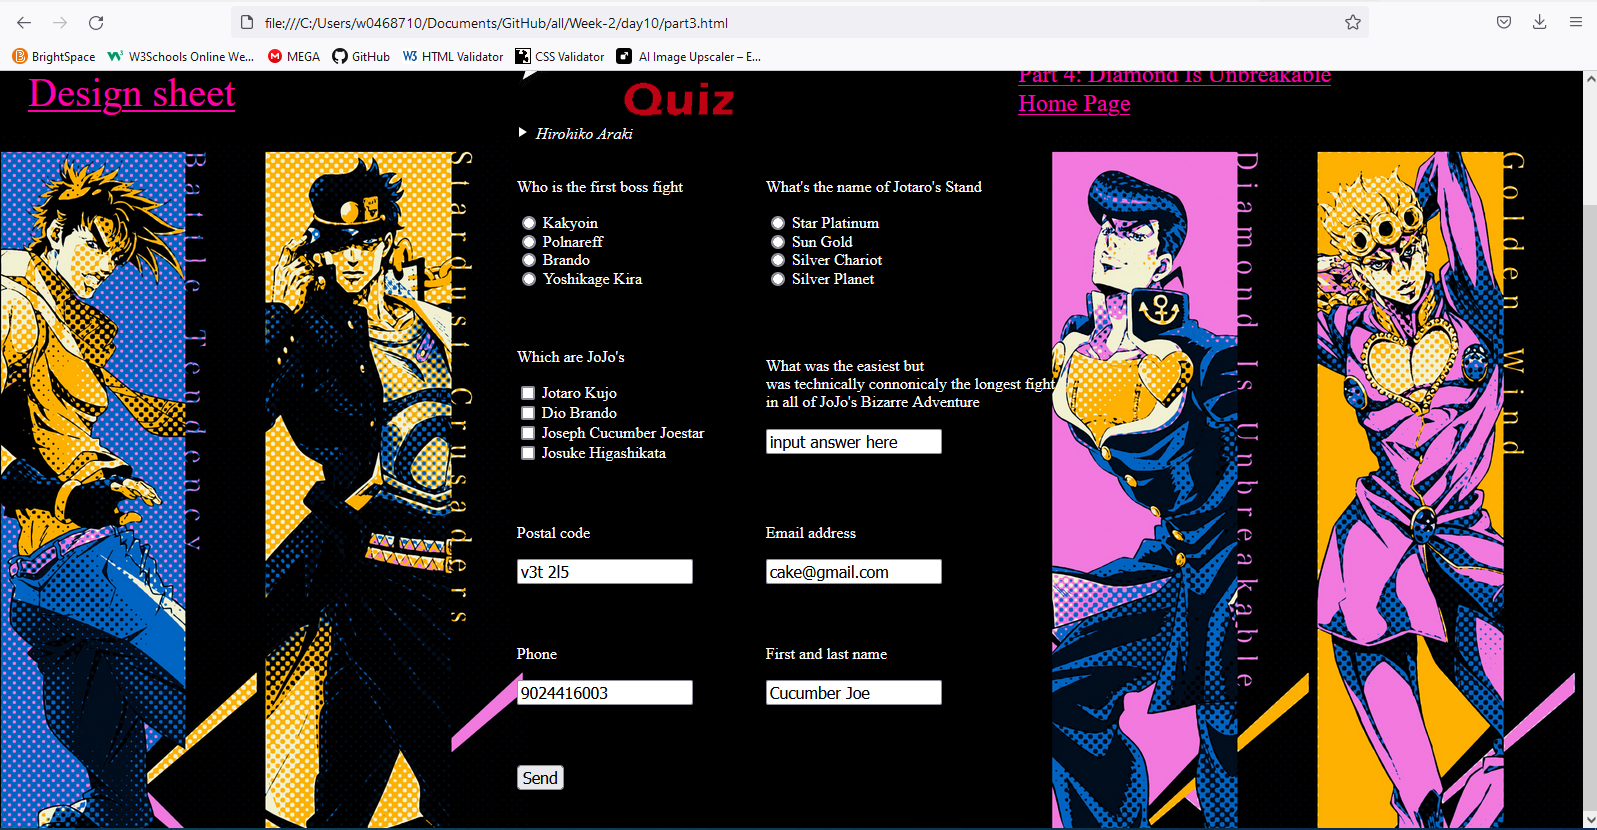 file:///C:/Users/w0468710/Documents/GitHub/all/Week-2/day10/part3.html
BrightSpace
W3Schools Online We...
MEGA
GitHub
W3 HTML Validator
CSS Validator
AI Image Upscaler – E...
Design sheet
Quiz
Part 4: Diamond Is Unbreakable
Home Page
Hirohiko Araki
Battle Tendency
Stardust Crusaders
Diamond Is Unbreakable
Golden Wind
Who is the first boss fight
Kakyoin
Polnareff
Brando
Yoshikage Kira
What's the name of Jotaro's Stand
Star Platinum
Sun Gold
Silver Chariot
Silver Planet
Which are JoJo's
Jotaro Kujo
Dio Brando
Joseph Cucumber Joestar
Josuke Higashikata
What was the easiest but
was technically connonicaly the longest fight
in all of JoJo's Bizarre Adventure
input answer here
Postal code
v3t 2l5
Email address
cake@gmail.com
Phone
9024416003
First and last name
Cucumber Joe
Send